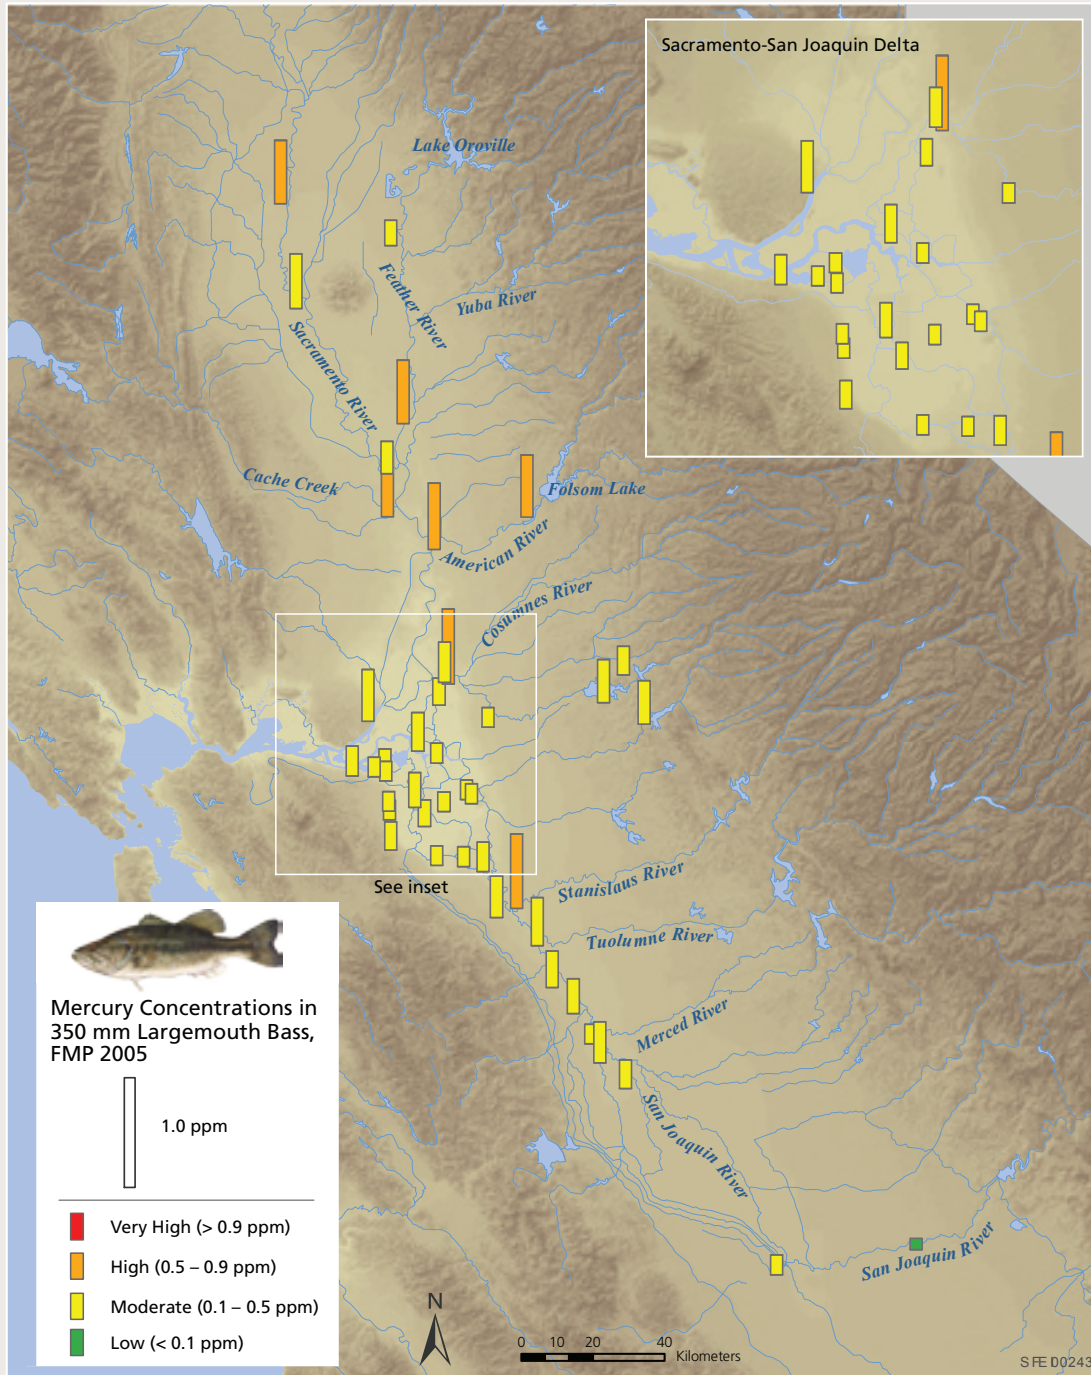 Sacramento-San Joaquin Delta
Lake Oroville
Feather River
Yuba River
Sacramento River
Cache Creek
Folsom Lake
American River
Cosumnes River
See inset
Stanislaus River
Tuolumne River
Merced River
San Joaquin River
San Joaquin River
Mercury Concentrations in
350 mm Largemouth Bass,
FMP 2005
1.0 ppm
Very High (> 0.9 ppm)
High (0.5 – 0.9 ppm)
Moderate (0.1 – 0.5 ppm)
Low (< 0.1 ppm)
N
0 10 20 40
Kilometers
SFED0243